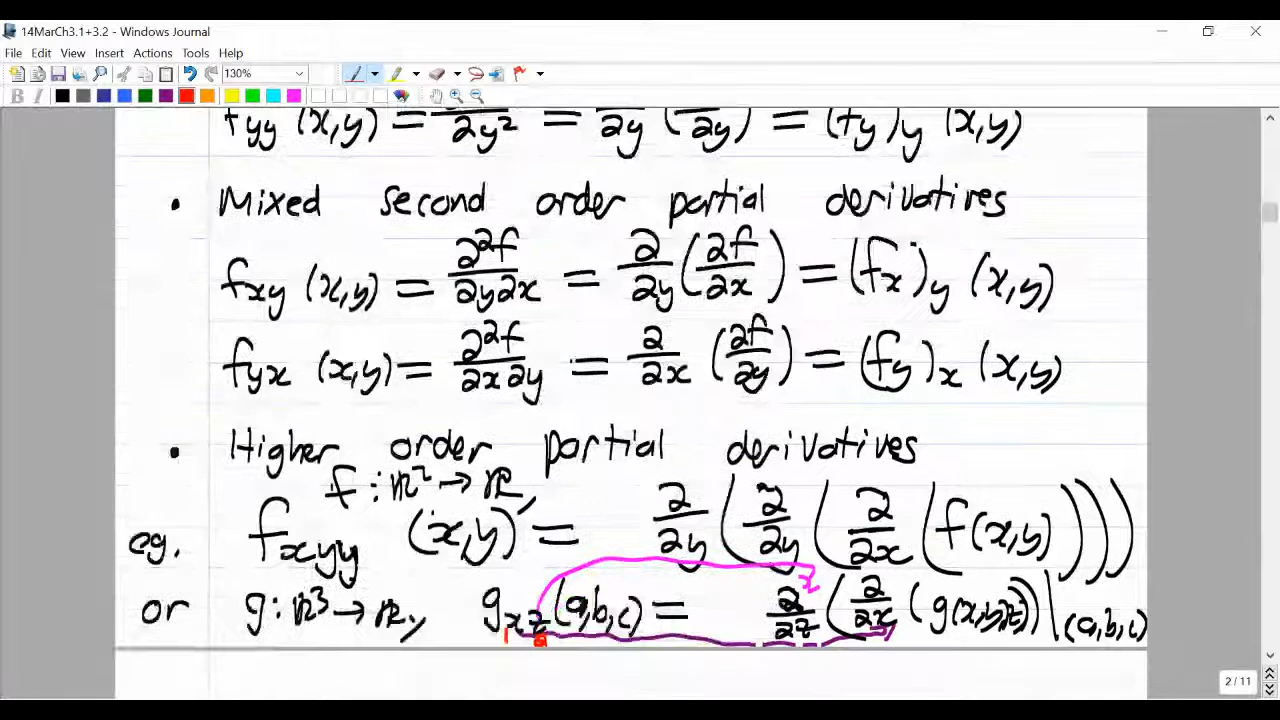 14MarCh3.1+3.2 - Windows Journal
File Edit View Insert Actions Tools Help
130%
B I
fyy (x,y) = ∂y² = ∂y (∂y) = (fy)y (x,y)
• Mixed second order partial derivatives
fxy (x,y) = ∂²f/∂y∂x = ∂/∂y (∂f/∂x) = (fx)y (x,y)
fyx (x,y) = ∂²f/∂x∂y = ∂/∂x (∂f/∂y) = (fy)x (x,y)
• Higher order partial derivatives
f: ℝ² → ℝ,
eg. fxyy (x,y) = ∂/∂y (∂/∂y (∂/∂x (f(x,y))))
or g: ℝ³ → ℝ, gxz (a,b,c) = ∂/∂z (∂/∂x (g(x,y,z)))|(a,b,c)
2 / 11